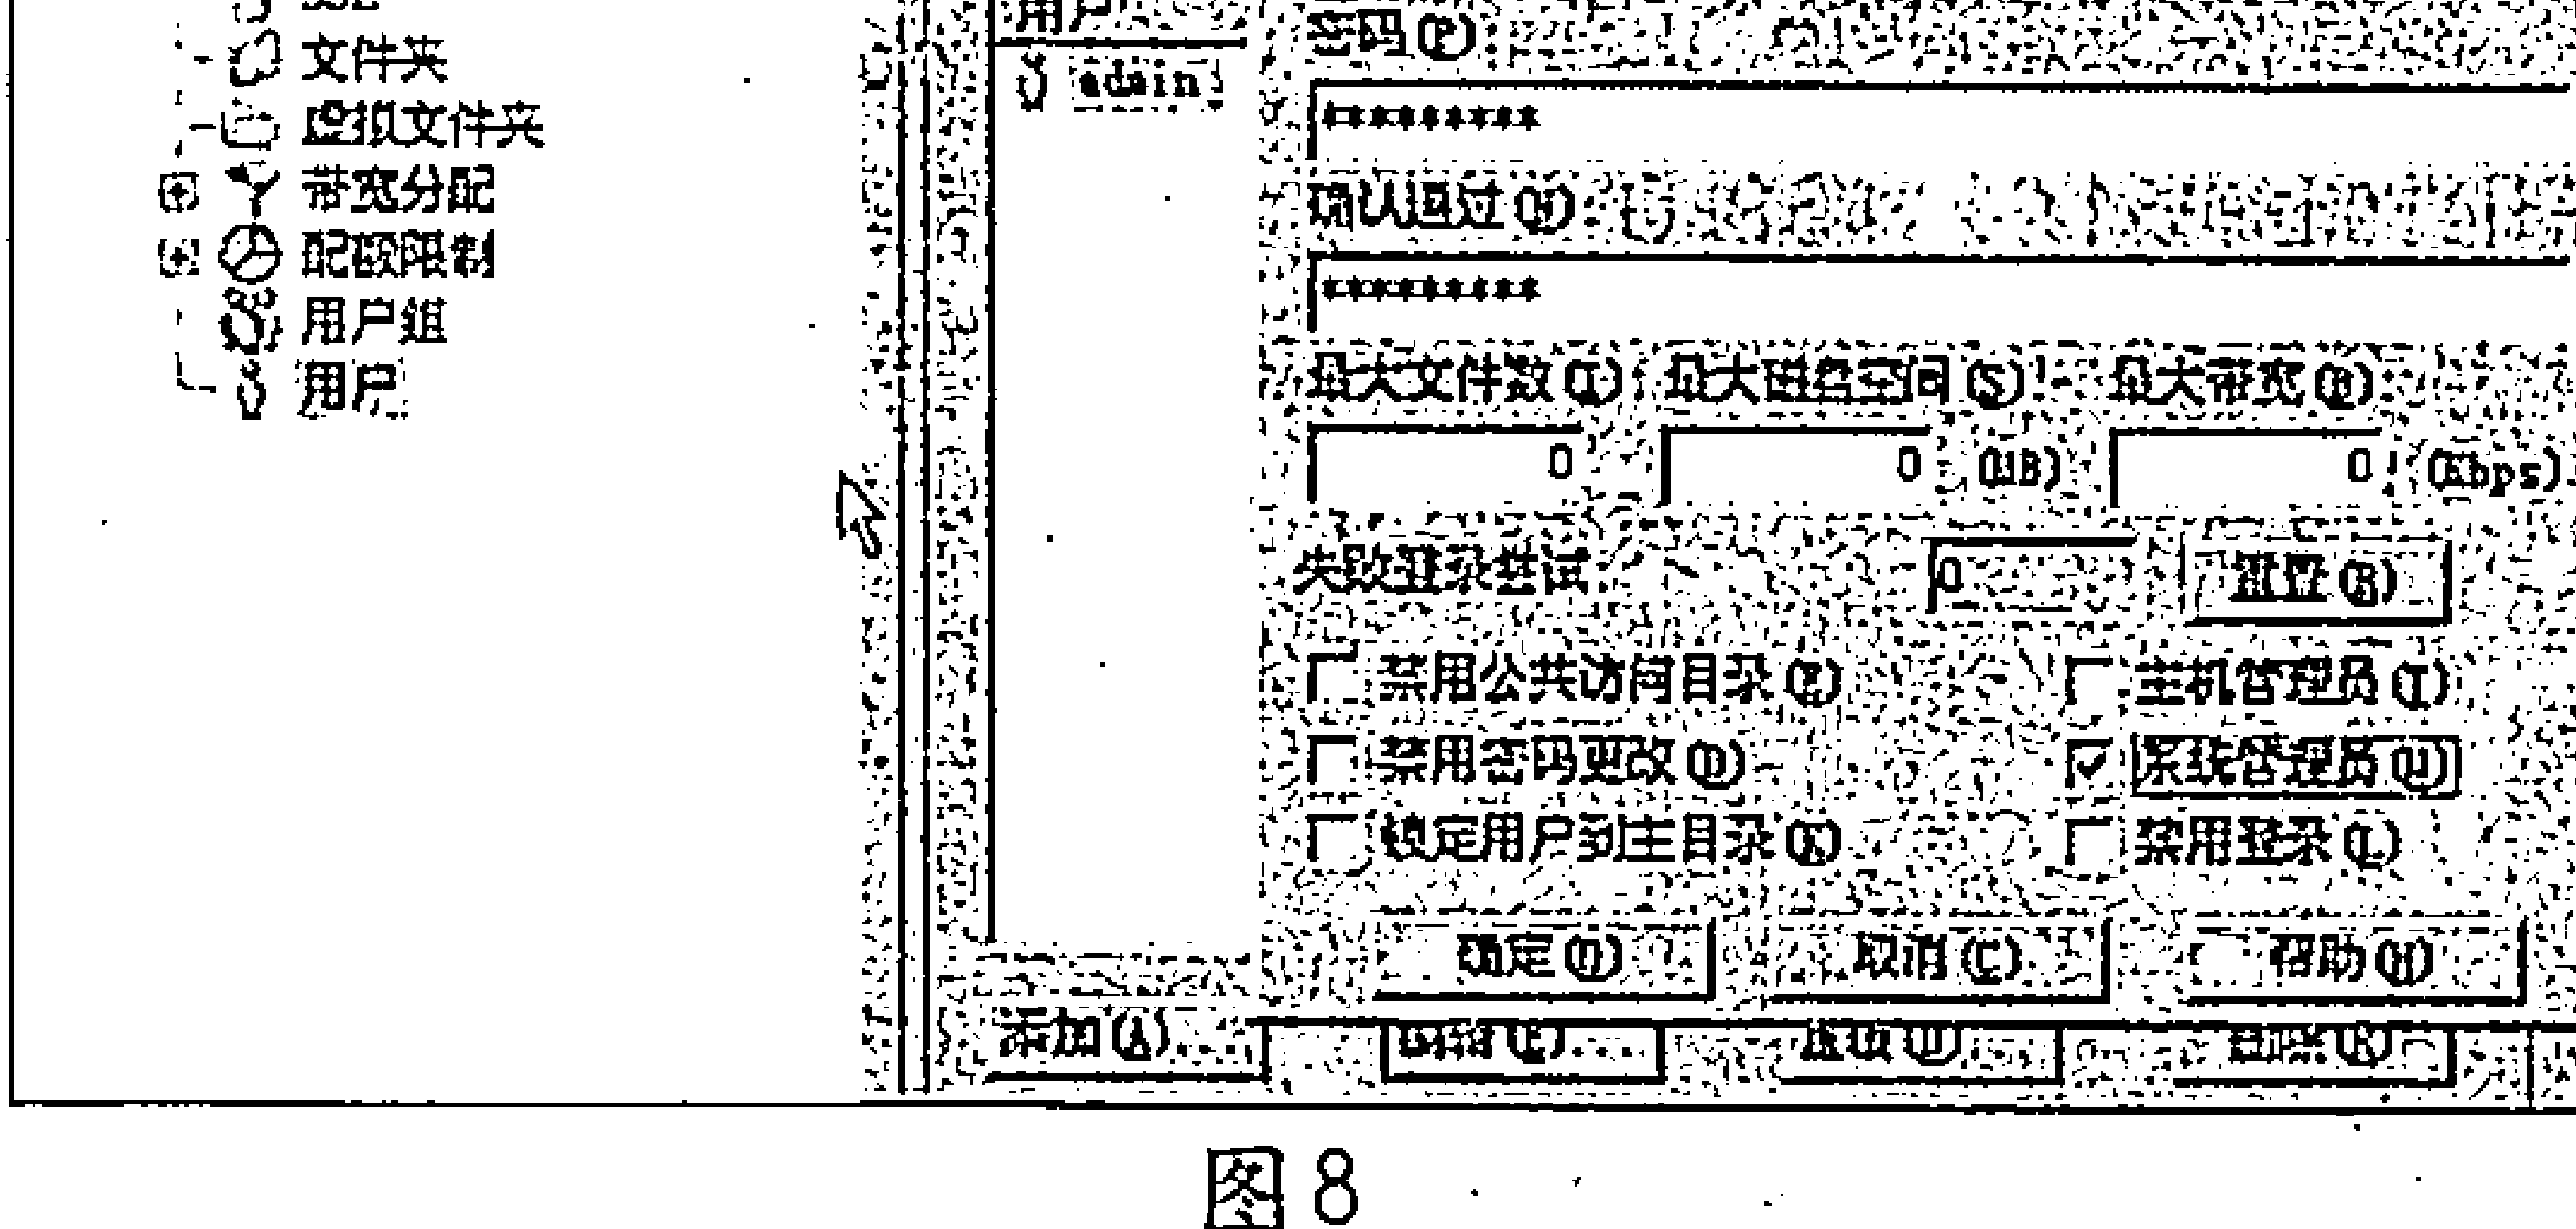 文件夹
虚拟文件夹
带宽分配
配额限制
用户组
用户
用户
admin
密码(P)
*********
确认通过
*********
最大文件数 最大磁盘空间(S) 最大带宽
0 0 (MB) 0 (Kbps)
失败登录尝试 0 重置(R)
禁用公共访问目录 主机管理员
禁用密码更改(D) 系统管理员
锁定用户到主目录 禁用登录(L)
确定 取消(C) 帮助(H)
添加(A)...
图8